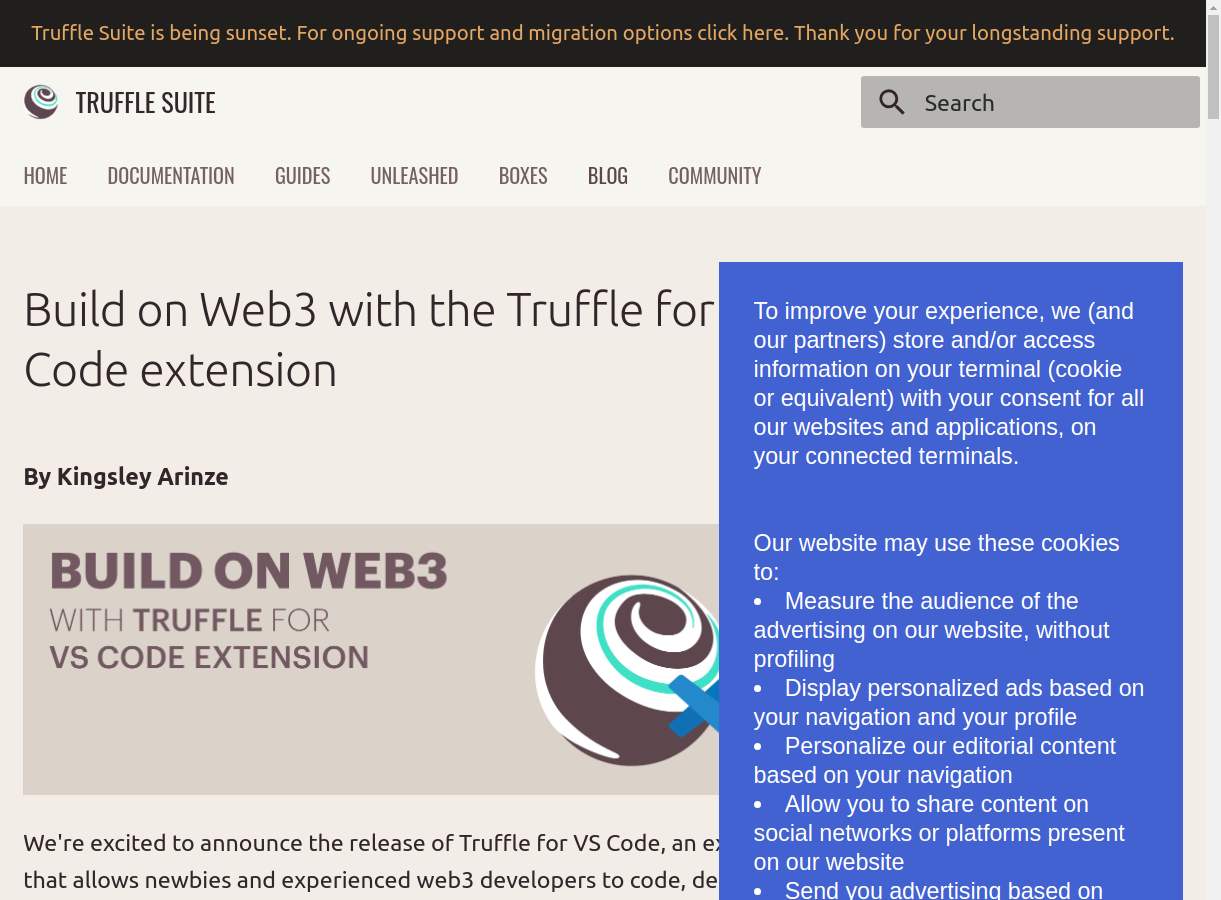 Truffle Suite is being sunset. For ongoing support and migration options click here. Thank you for your longstanding support.
TRUFFLE SUITE
Search
HOME
DOCUMENTATION
GUIDES
UNLEASHED
BOXES
BLOG
COMMUNITY
Build on Web3 with the Truffle for
Code extension
By Kingsley Arinze
BUILD ON WEB3
WITH TRUFFLE FOR
VS CODE EXTENSION
We're excited to announce the release of Truffle for VS Code, an
that allows newbies and experienced web3 developers to code,
To improve your experience, we (and
our partners) store and/or access
information on your terminal (cookie
or equivalent) with your consent for all
our websites and applications, on
your connected terminals.
Our website may use these cookies
to:
• Measure the audience of the
advertising on our website, without
profiling
• Display personalized ads based on
your navigation and your profile
• Personalize our editorial content
based on your navigation
• Allow you to share content on
social networks or platforms present
on our website
• Send you advertising based on